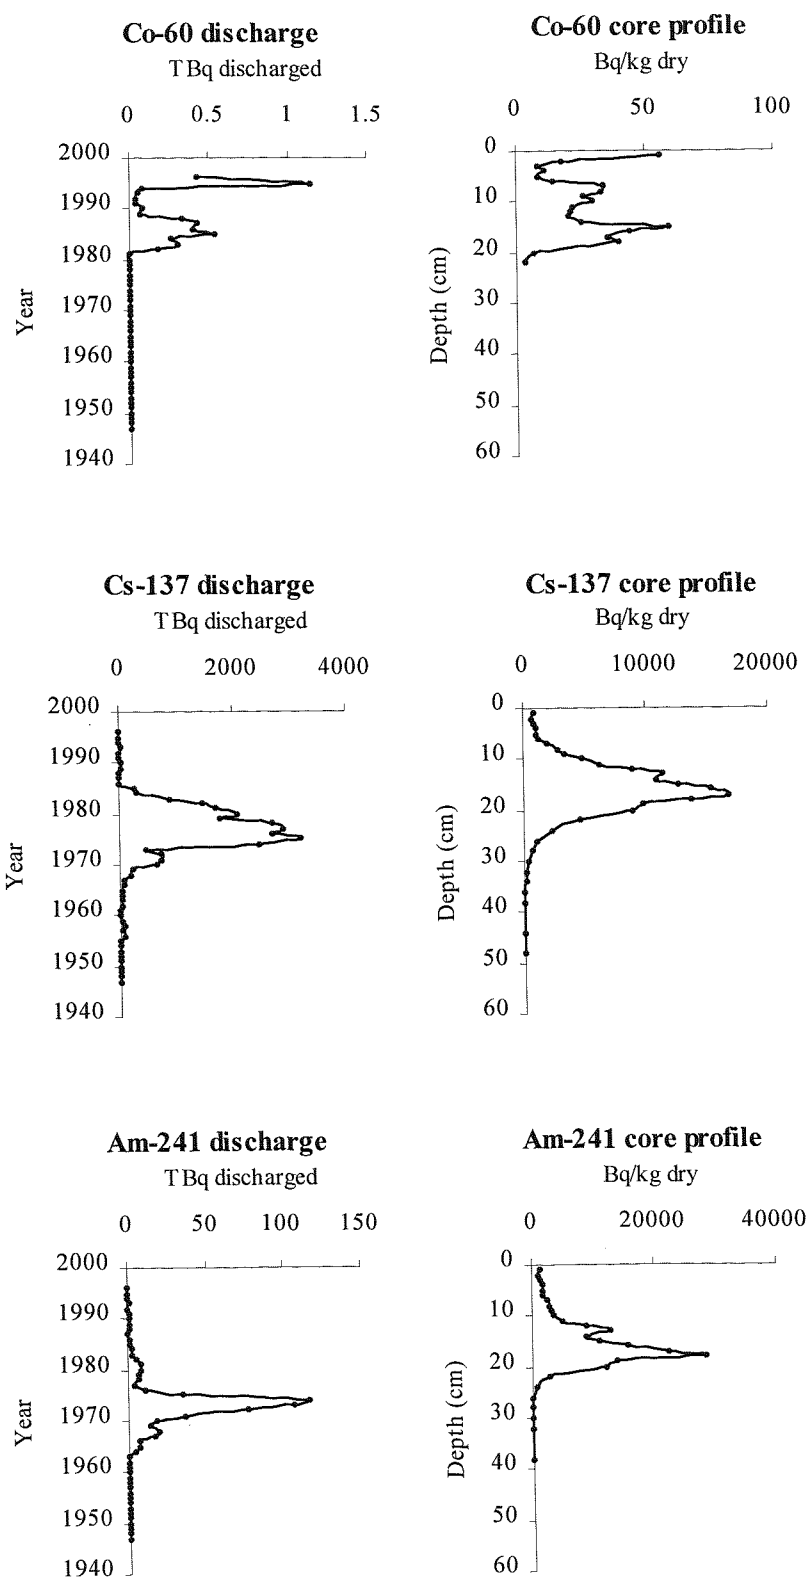 Co-60 discharge
TBq discharged
0 0.5 1 1.5
2000
1990
1980
1970
1960
1950
1940
Year
Co-60 core profile
Bq/kg dry
0 50 100
0
10
20
30
40
50
60
Depth (cm)
Cs-137 discharge
TBq discharged
0 2000 4000
2000
1990
1980
1970
1960
1950
1940
Year
Cs-137 core profile
Bq/kg dry
0 10000 20000
0
10
20
30
40
50
60
Depth (cm)
Am-241 discharge
TBq discharged
0 50 100 150
2000
1990
1980
1970
1960
1950
1940
Year
Am-241 core profile
Bq/kg dry
0 20000 40000
0
10
20
30
40
50
60
Depth (cm)